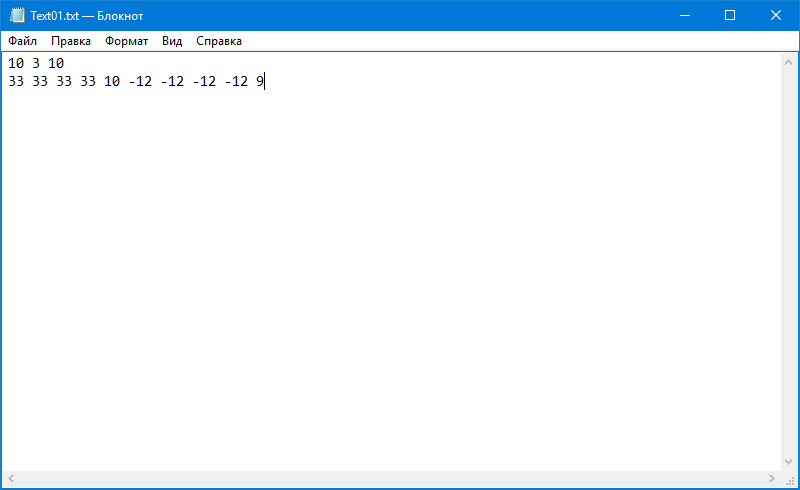 Text01.txt — Блокнот
Файл Правка Формат Вид Справка
10 3 10
33 33 33 33 10 -12 -12 -12 -12 9